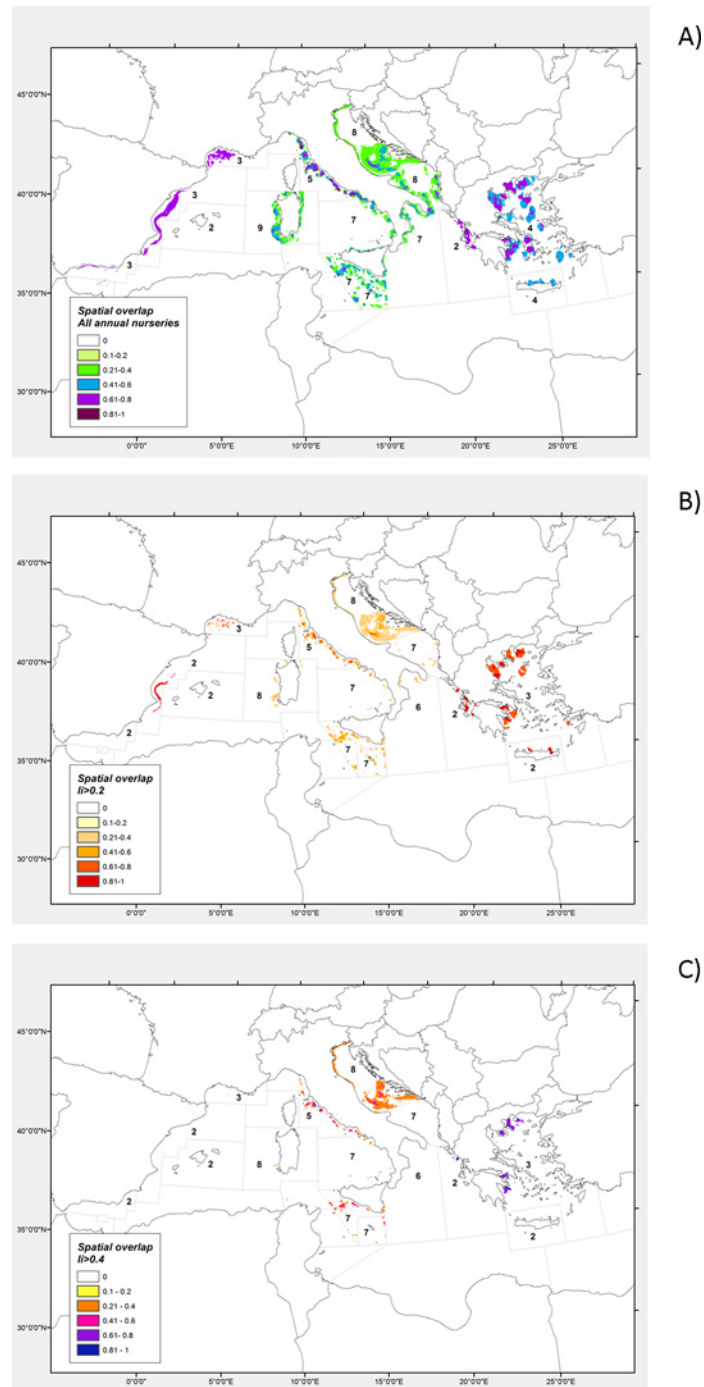 A)
45°0'0"N
40°0'0"N
35°0'0"N
30°0'0"N
8
3
5
8
3
9
7
2
7
2
4
3
7
7
4
Spatial overlap
All annual nurseries
0
0.1-0.2
0.21-0.4
0.41-0.6
0.61-0.8
0.81-1
0°0'0"
5°0'0"E
10°0'0"E
15°0'0"E
20°0'0"E
25°0'0"E
B)
45°0'0"N
40°0'0"N
35°0'0"N
30°0'0"N
8
3
5
7
2
2
8
7
6
2
3
2
7
7
2
Spatial overlap
Ii>0.2
0
0.1-0.2
0.21-0.4
0.41-0.6
0.61-0.8
0.81-1
0°0'0"
5°0'0"E
10°0'0"E
15°0'0"E
20°0'0"E
25°0'0"E
C)
45°0'0"N
40°0'0"N
35°0'0"N
30°0'0"N
8
3
5
7
2
2
8
7
6
2
3
2
7
7
2
Spatial overlap
Ii>0.4
0
0.1 - 0.2
0.21 - 0.4
0.41 - 0.6
0.61- 0.8
0.81 - 1
0°0'0"
5°0'0"E
10°0'0"E
15°0'0"E
20°0'0"E
25°0'0"E